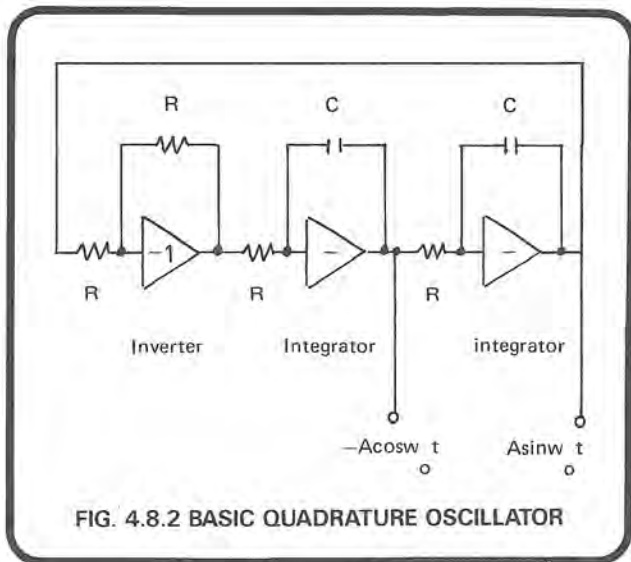 R C C
−1 − −
R R R
Inverter Integrator integrator
−Acosw t Asinw t
o o
FIG. 4.8.2 BASIC QUADRATURE OSCILLATOR